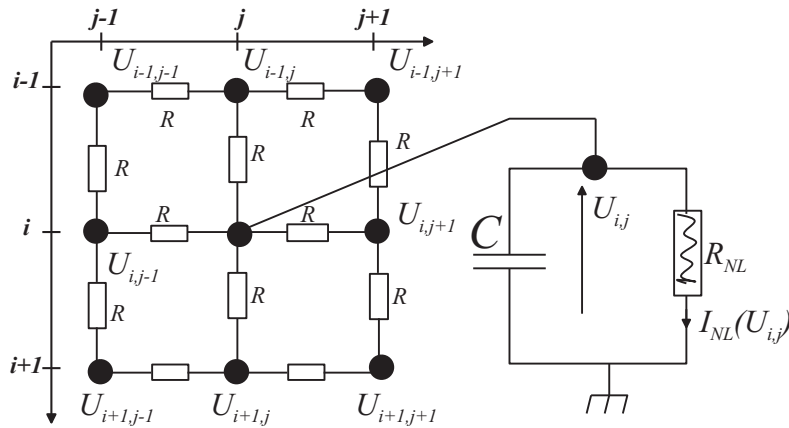 j-1 j j+1
U_{i-1,j-1} U_{i-1,j} U_{i-1,j+1}
i-1
R R
R R R
i
R R
U_{i,j+1}
U_{i,j-1}
R R R
i+1
U_{i+1,j-1} U_{i+1,j} U_{i+1,j+1}
C
U_{i,j}
R_{NL}
I_{NL}(U_{i,j})